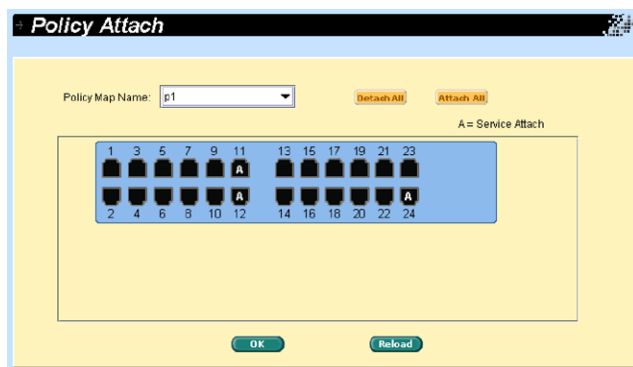 Policy Attach
Policy Map Name: p1 Detach All Attach All
A = Service Attach
1 3 5 7 9 11 13 15 17 19 21 23
A
A A
2 4 6 8 10 12 14 16 18 20 22 24
OK Reload